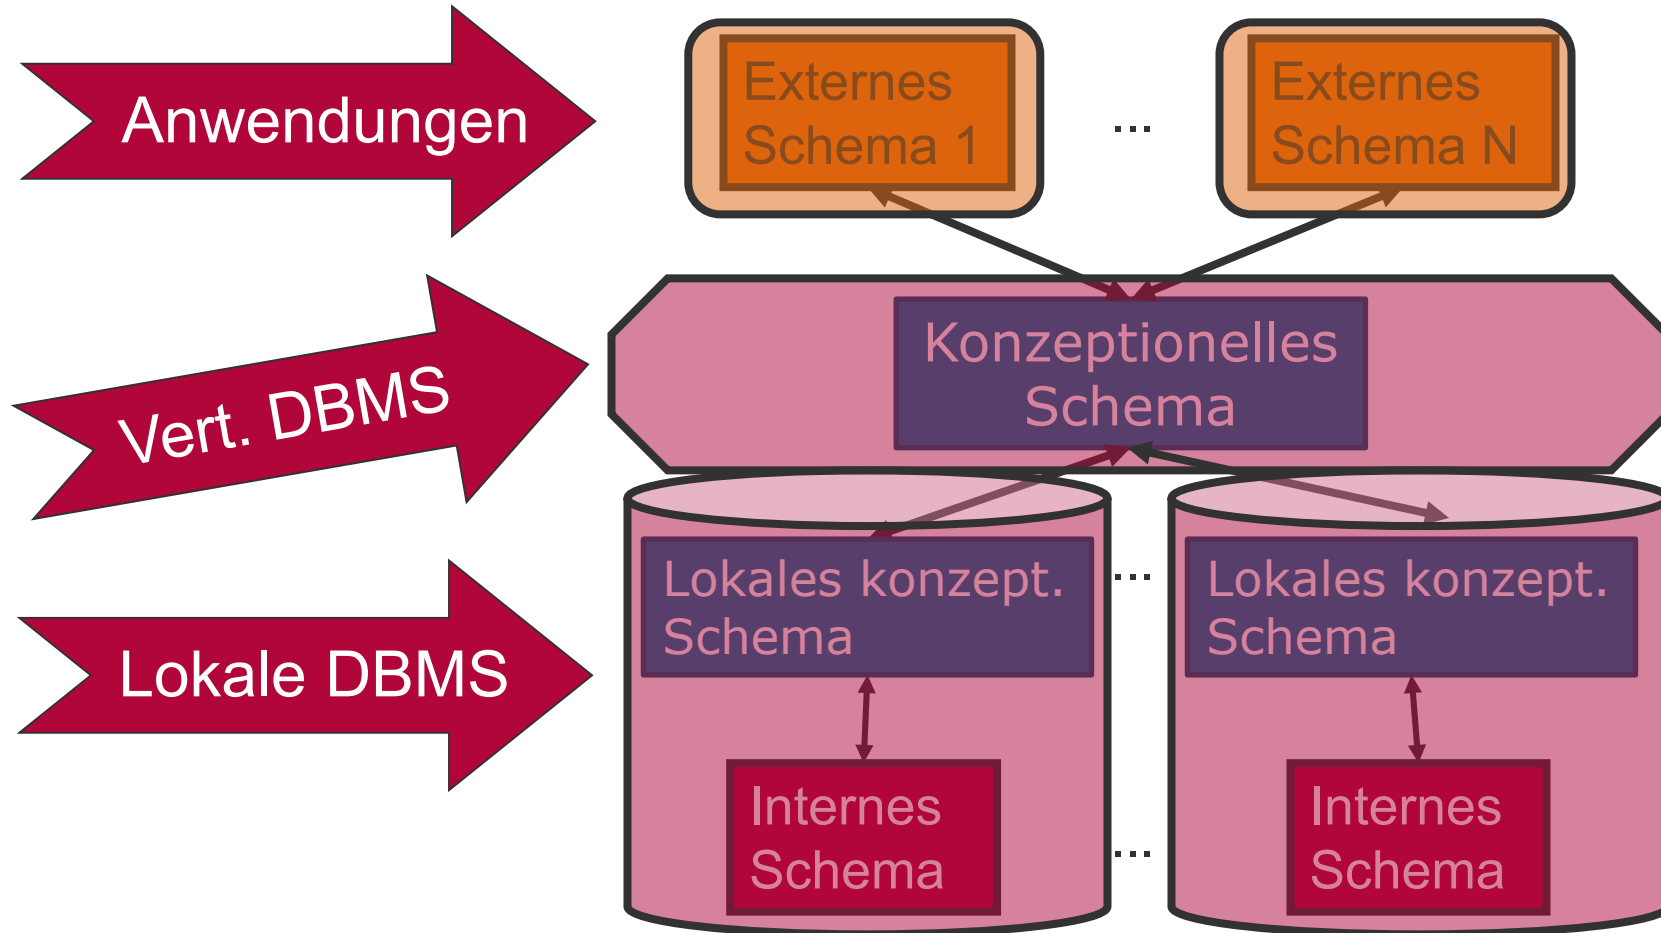 Anwendungen
Externes
Schema 1
...
Externes
Schema N
Vert. DBMS
Konzeptionelles
Schema
Lokale DBMS
Lokales konzept.
Schema
...
Lokales konzept.
Schema
Internes
Schema
...
Internes
Schema